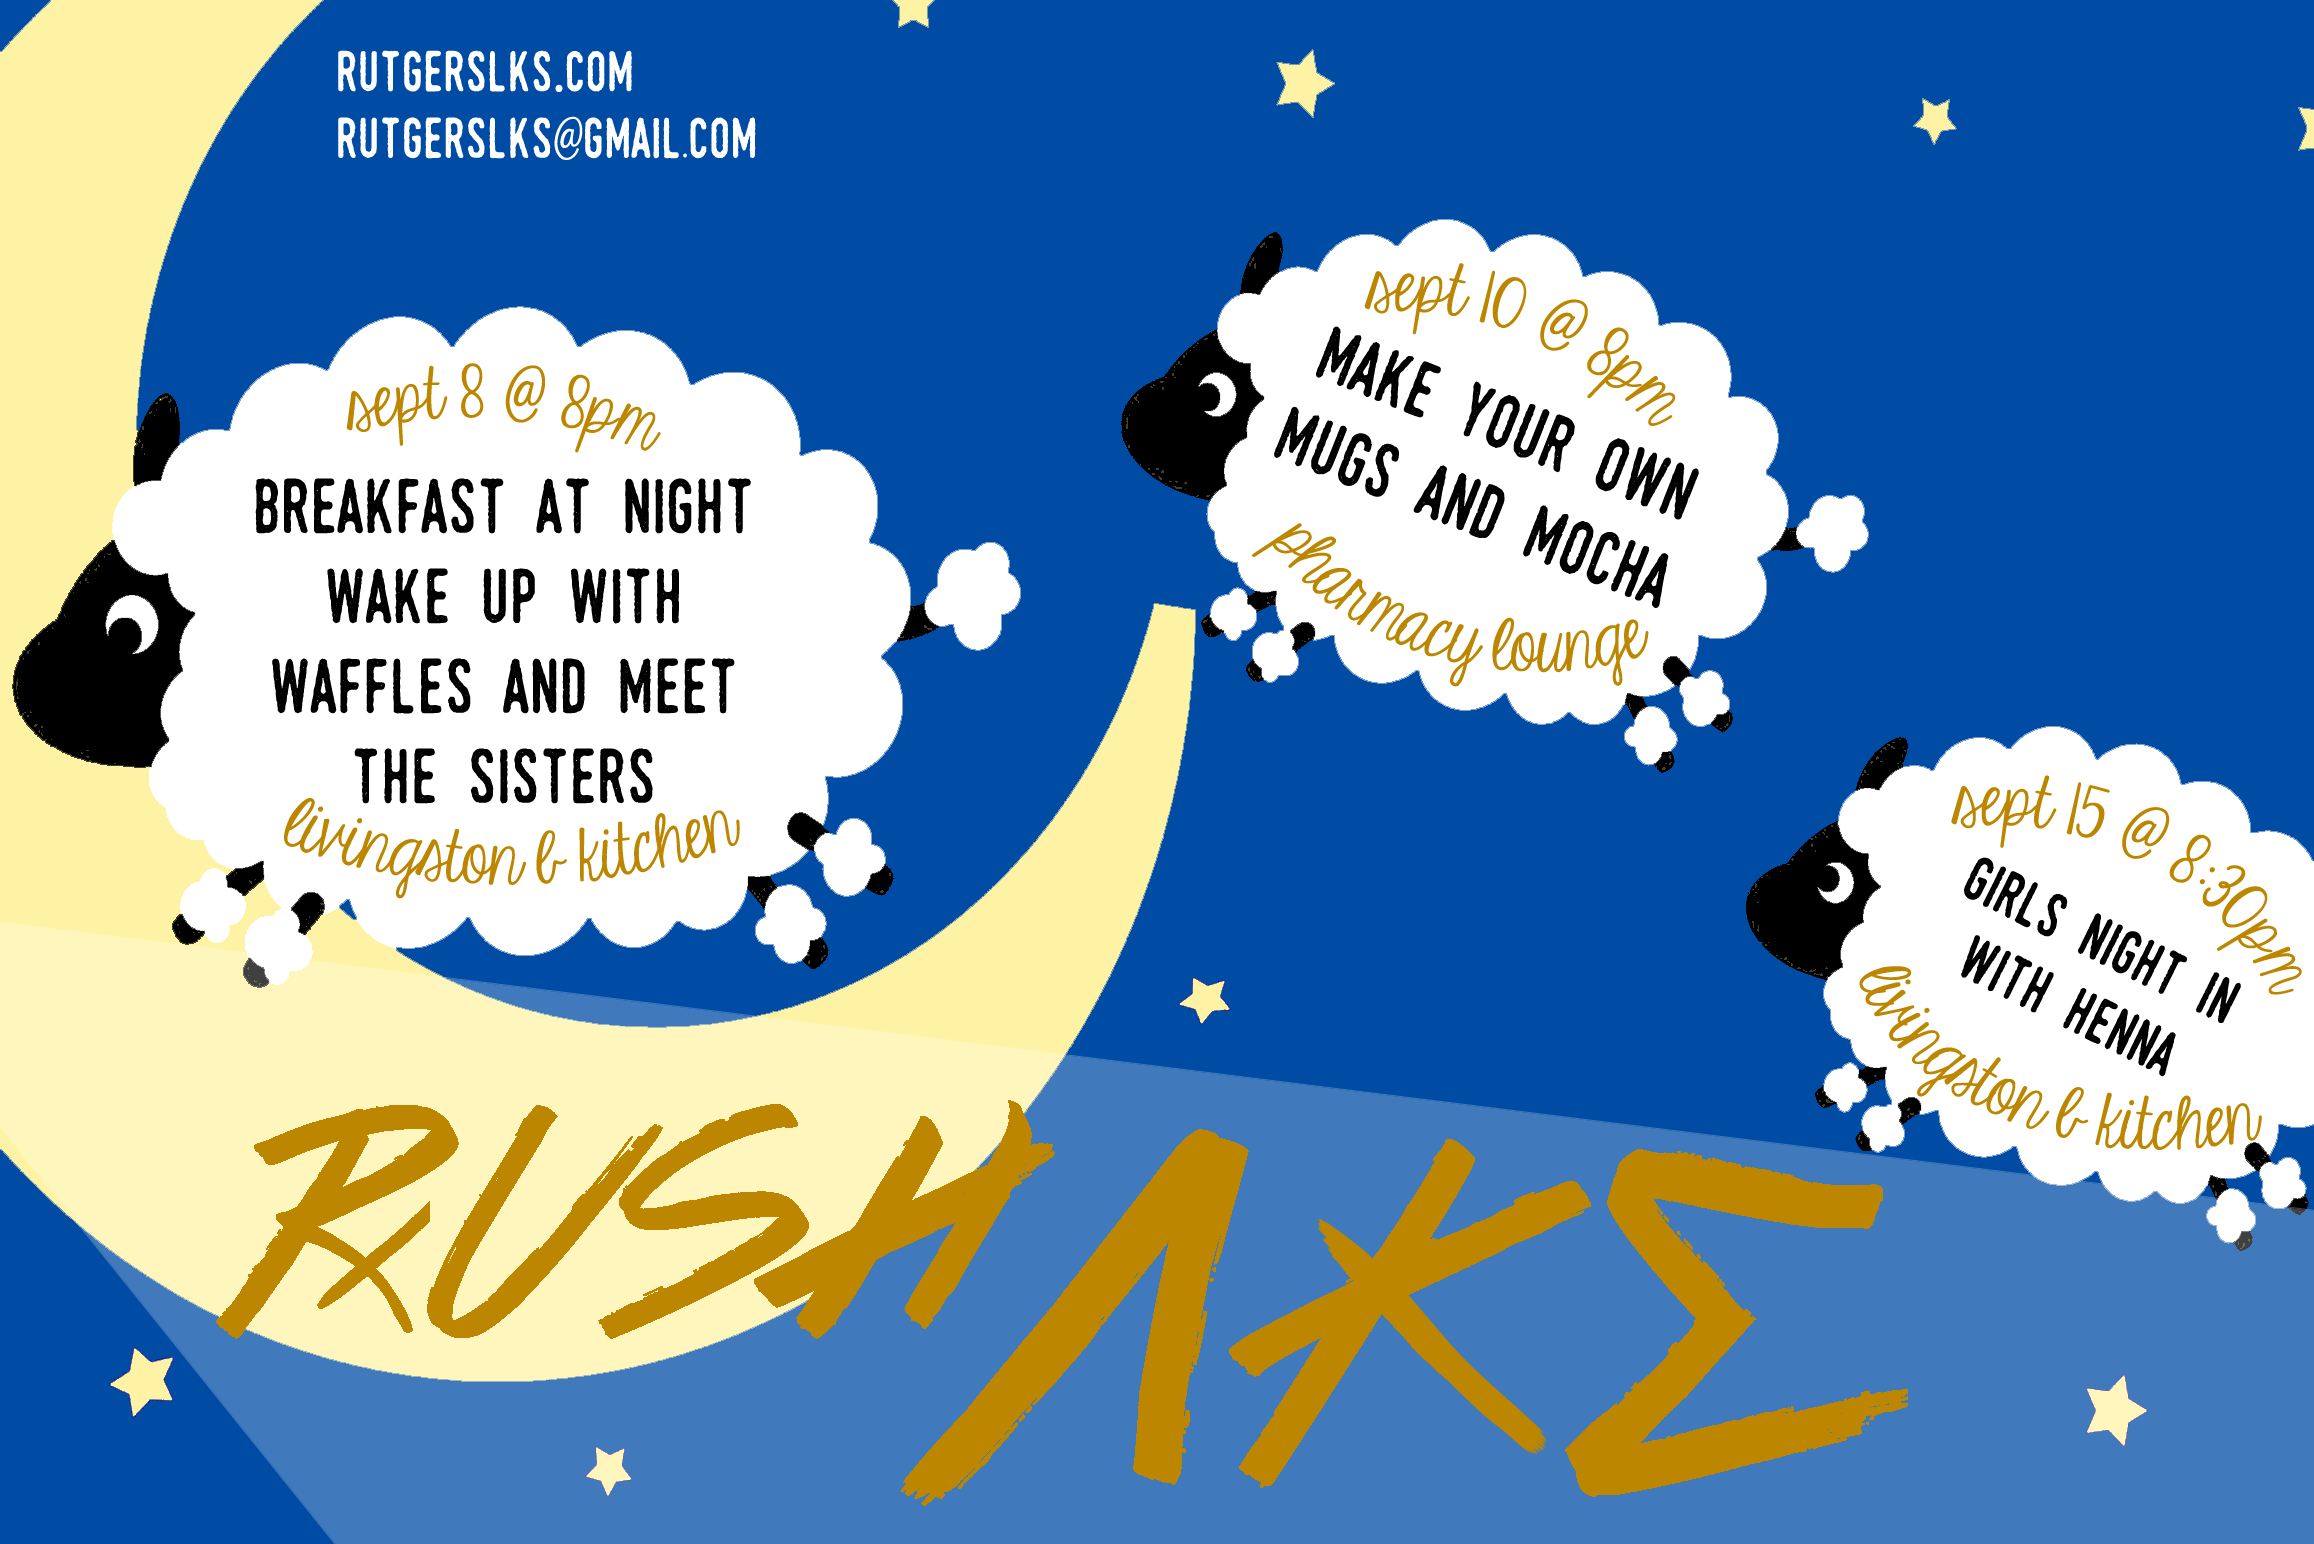 RUTGERSLKS.COM
RUTGERSLKS@GMAIL.COM
sept 8 @ 8pm
BREAKFAST AT NIGHT
WAKE UP WITH
WAFFLES AND MEET
THE SISTERS
livingston b kitchen
sept 10 @ 8pm
MAKE YOUR OWN
MUGS AND MOCHA
pharmacy lounge
sept 15 @ 8:30pm
GIRLS NIGHT IN
WITH HENNA
livingston b kitchen
RUSH ΛΚΣ